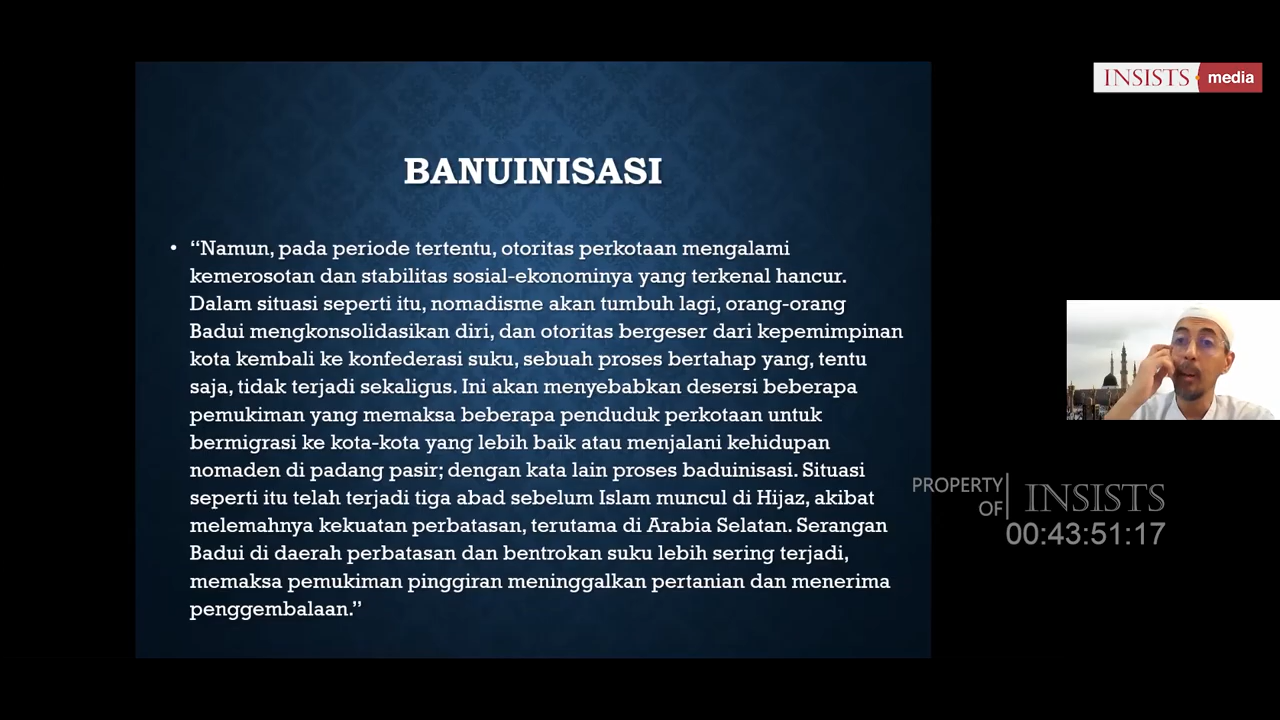 INSISTS media
BANUINISASI
• “Namun, pada periode tertentu, otoritas perkotaan mengalami
kemerosotan dan stabilitas sosial-ekonominya yang terkenal hancur.
Dalam situasi seperti itu, nomadisme akan tumbuh lagi, orang-orang
Badui mengkonsolidasikan diri, dan otoritas bergeser dari kepemimpinan
kota kembali ke konfederasi suku, sebuah proses bertahap yang, tentu
saja, tidak terjadi sekaligus. Ini akan menyebabkan desersi beberapa
pemukiman yang memaksa beberapa penduduk perkotaan untuk
bermigrasi ke kota-kota yang lebih baik atau menjalani kehidupan
nomaden di padang pasir; dengan kata lain proses baduinisasi. Situasi
seperti itu telah terjadi tiga abad sebelum Islam muncul di Hijaz, akibat
melemahnya kekuatan perbatasan, terutama di Arabia Selatan. Serangan
Badui di daerah perbatasan dan bentrokan suku lebih sering terjadi,
memaksa pemukiman pinggiran meninggalkan pertanian dan menerima
penggembalaan.”
PROPERTY
OF
INSISTS
00:43:51:17